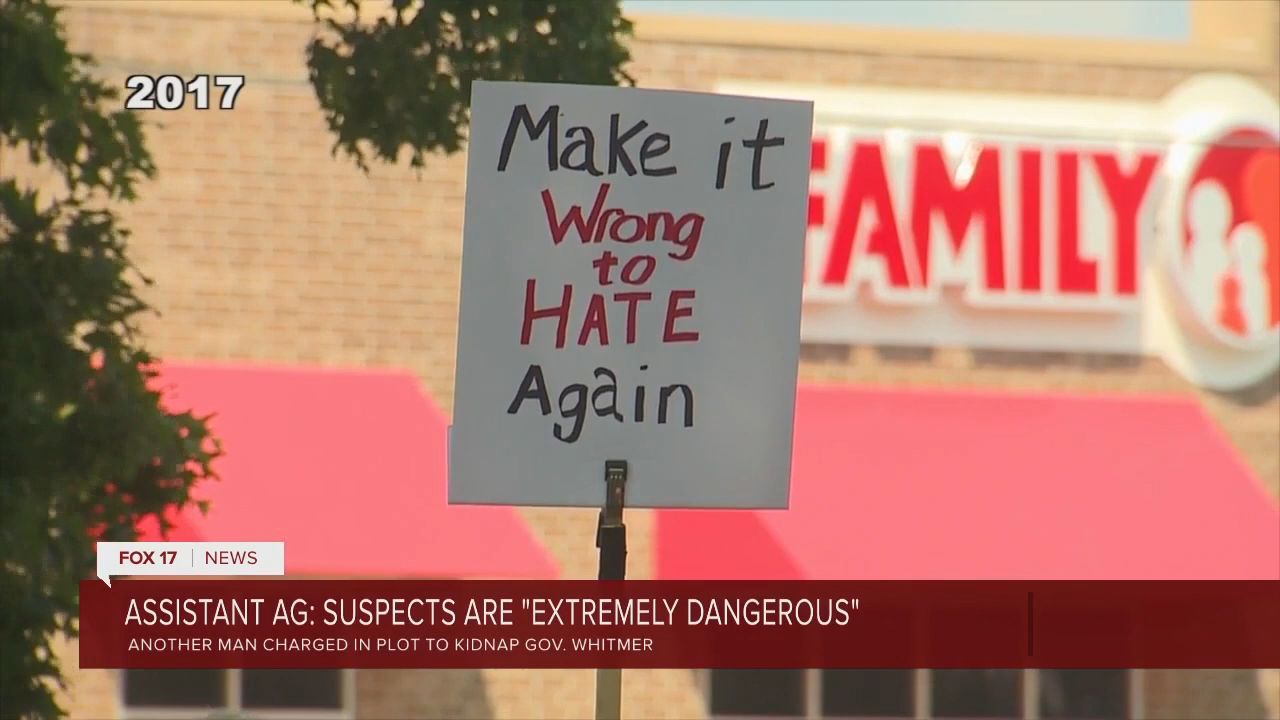 2017
Make it
Wrong
to
HATE
Again
FAMILY
FOX 17 | NEWS
ASSISTANT AG: SUSPECTS ARE "EXTREMELY DANGEROUS"
ANOTHER MAN CHARGED IN PLOT TO KIDNAP GOV. WHITMER